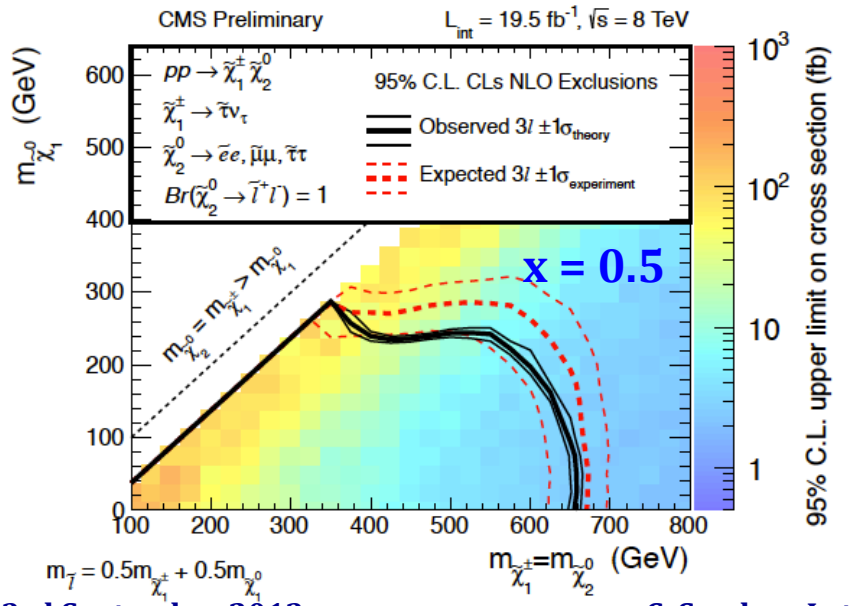 CMS Preliminary
L_int = 19.5 fb⁻¹, √s = 8 TeV
pp → χ̃₁± χ̃₂⁰
χ̃₁± → τ̃ν_τ
χ̃₂⁰ → ẽe, μ̃μ, τ̃τ
Br(χ̃₂⁰ → l̃⁺l⁻) = 1
95% C.L. CLs NLO Exclusions
Observed 3l ±1σ_theory
Expected 3l ±1σ_experiment
m_χ̃₁⁰ (GeV)
600
500
400
300
200
100
0
m_χ̃₂⁰ = m_χ̃₁± > m_χ̃₁⁰
x = 0.5
100 200 300 400 500 600 700 800
m_χ̃₁± = m_χ̃₂⁰ (GeV)
10³
10²
10
1
95% C.L. upper limit on cross section (fb)
m_l̃ = 0.5m_χ̃₁± + 0.5m_χ̃₁⁰